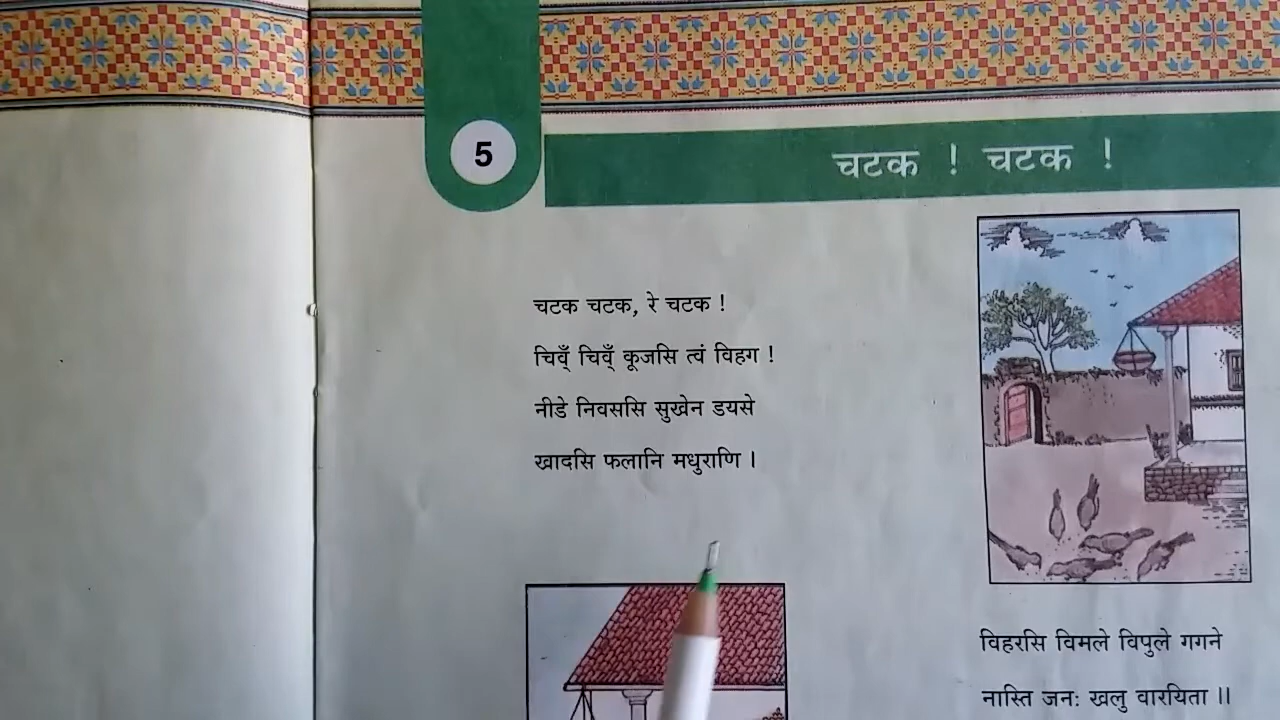 5
चटक ! चटक !
चटक चटक, रे चटक !
चिवँ् चिवँ् कूजसि त्वं विहग !
नीडे निवससि सुखेन डयसे
खादसि फलानि मधुराणि ।
विहरसि विमले विपुले गगने
नास्ति जनः खलु वारयिता ।।